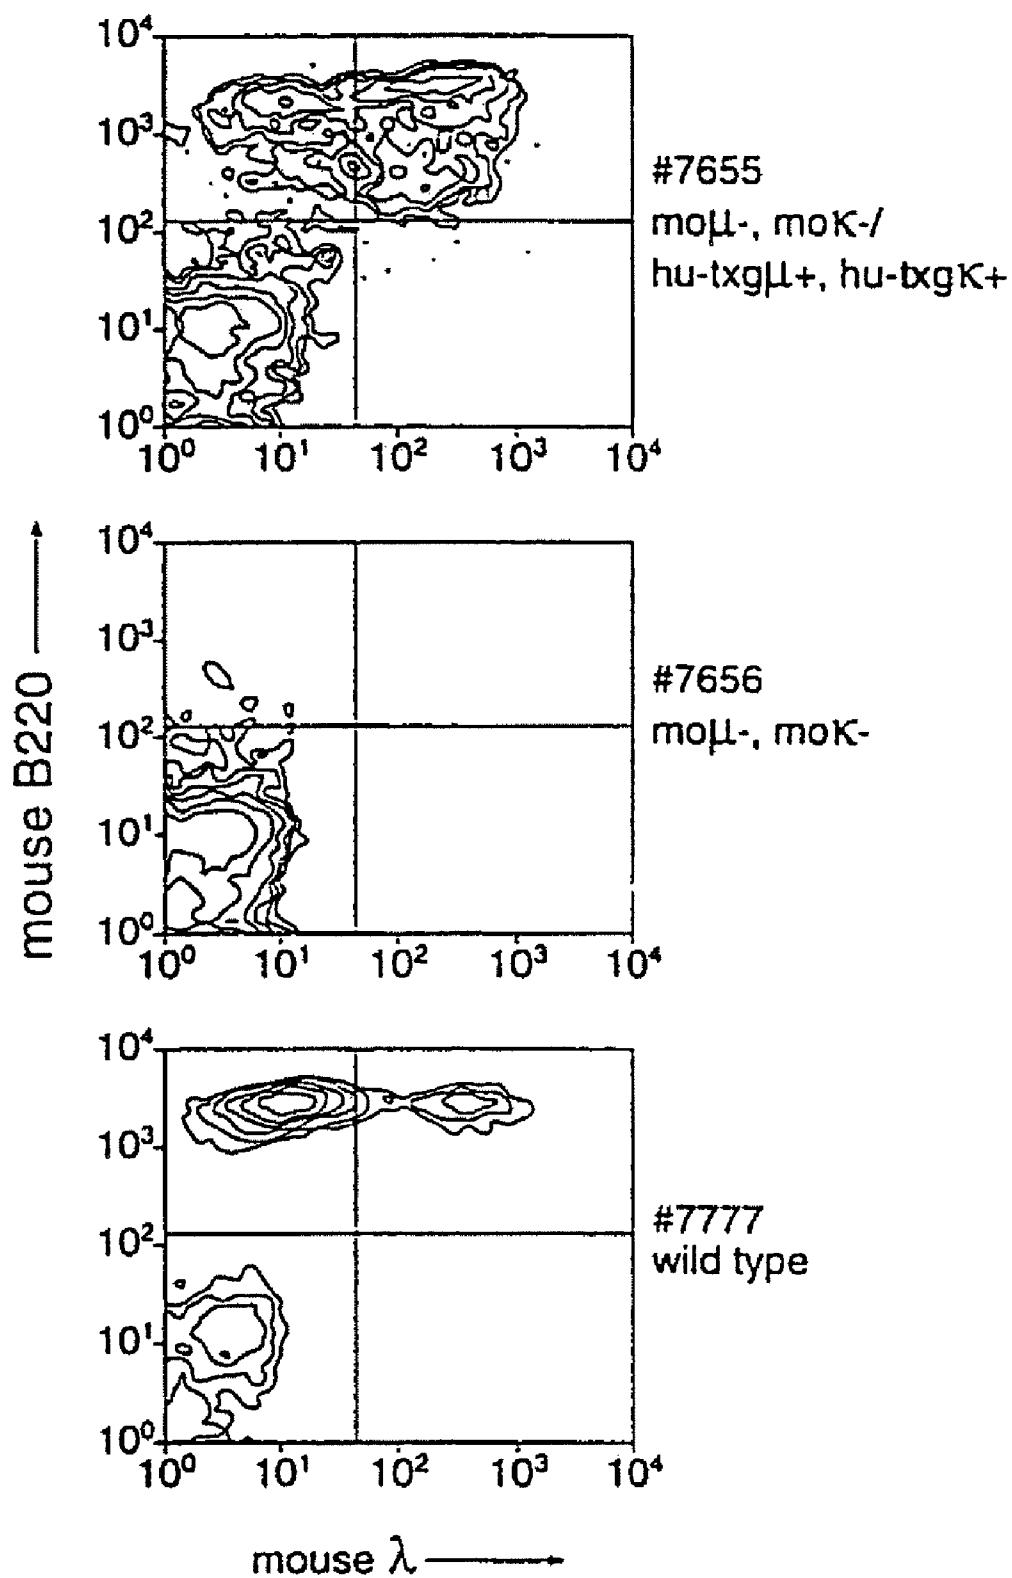 10⁴
10³
10²
10¹
10⁰
10⁰ 10¹ 10² 10³ 10⁴
#7655
moμ-, moκ-/
hu-txgμ+, hu-txgκ+
10⁴
10³
10²
10¹
10⁰
10⁰ 10¹ 10² 10³ 10⁴
#7656
moμ-, moκ-
mouse B220
10⁴
10³
10²
10¹
10⁰
10⁰ 10¹ 10² 10³ 10⁴
#7777
wild type
mouse λ